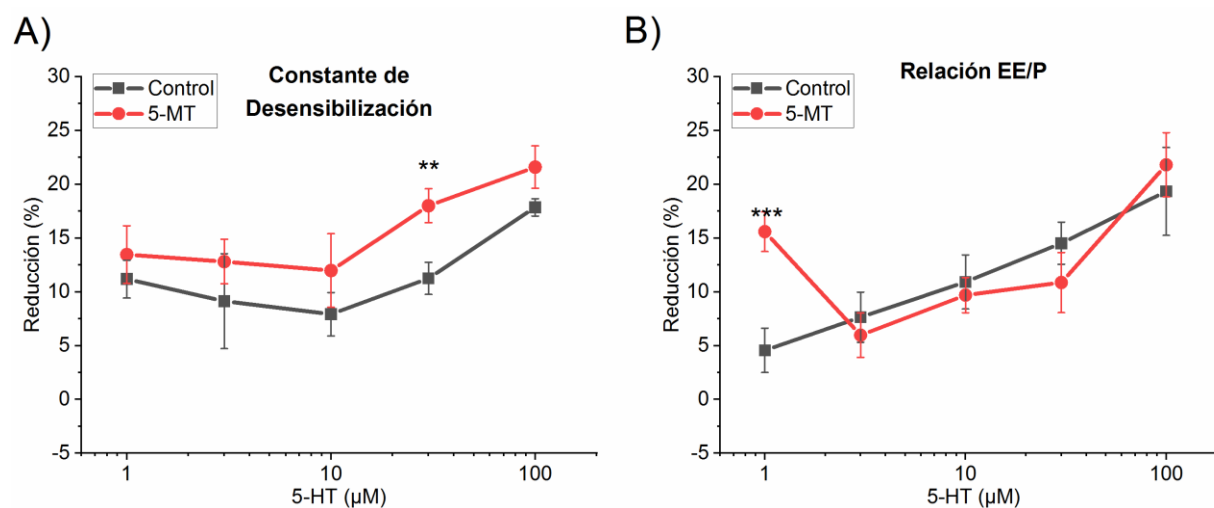 A)
Constante de
Desensibilización
Control
5-MT
Reducción (%)
30
25
20
15
10
5
0
-5
**
1
10
100
5-HT (µM)
B)
Relación EE/P
Control
5-MT
Reducción (%)
30
25
20
15
10
5
0
-5
***
1
10
100
5-HT (µM)